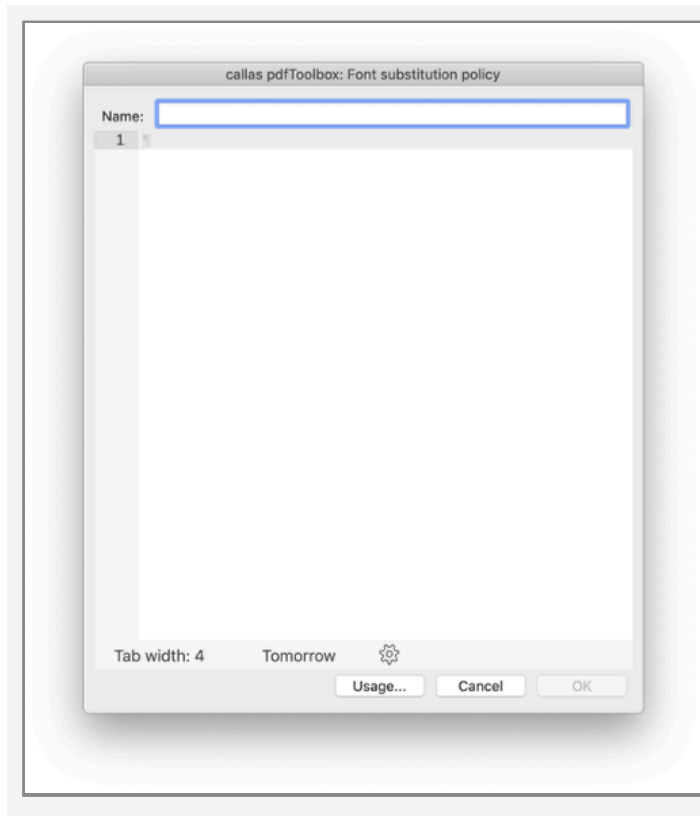 callas pdfToolbox: Font substitution policy
Name:
1 ¶
Tab width: 4 Tomorrow
Usage... Cancel OK